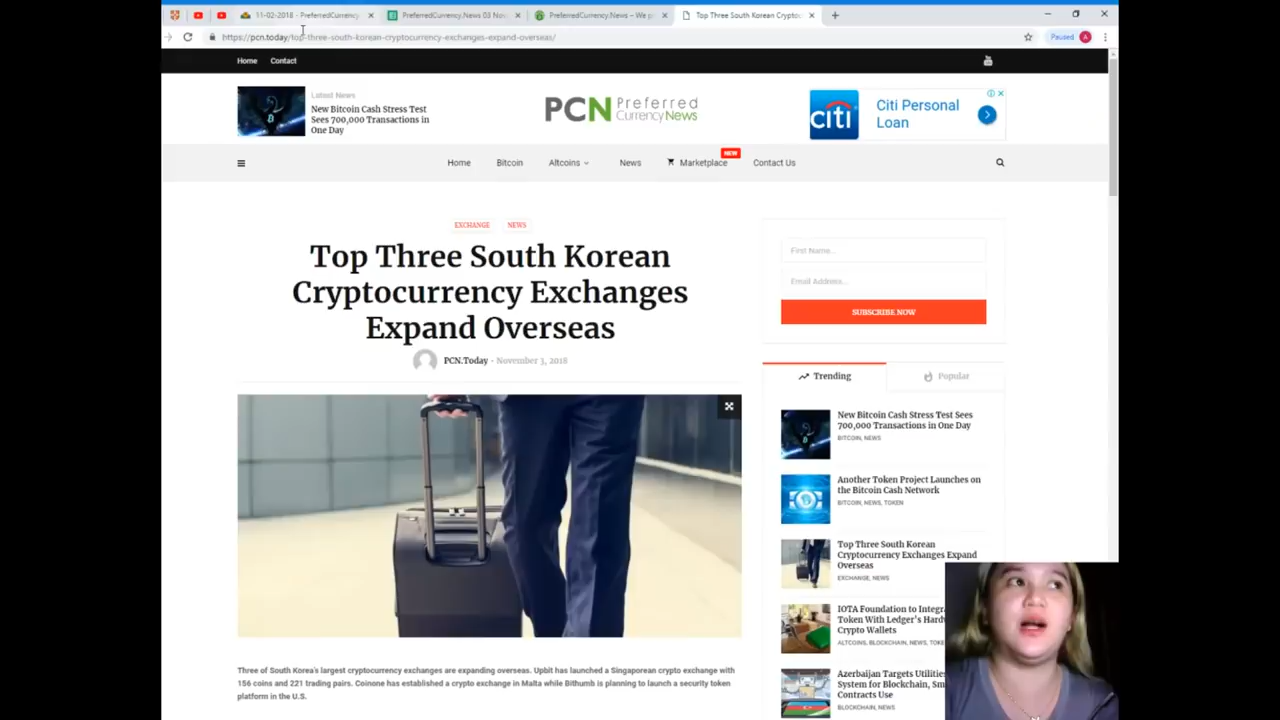 11-02-2018 - PreferredCurrency
PreferredCurrency.News 03 Nov
PreferredCurrency.News – We p
Top Three South Korean Cryptoc
https://pcn.today/top-three-south-korean-cryptocurrency-exchanges-expand-overseas/
Paused
A
Home Contact
Latest News
New Bitcoin Cash Stress Test
Sees 700,000 Transactions in
One Day
PCN Preferred
Currency News
citi
Citi Personal
Loan
Home Bitcoin Altcoins News Marketplace NEW Contact Us
EXCHANGE NEWS
Top Three South Korean
Cryptocurrency Exchanges
Expand Overseas
PCN.Today - November 3, 2018
First Name...
Email Address...
SUBSCRIBE NOW
Trending Popular
New Bitcoin Cash Stress Test Sees
700,000 Transactions in One Day
BITCOIN, NEWS
Another Token Project Launches on
the Bitcoin Cash Network
BITCOIN, NEWS, TOKEN
Top Three South Korean
Cryptocurrency Exchanges Expand
Overseas
EXCHANGE, NEWS
IOTA Foundation to Integra
Token With Ledger's Hard
Crypto Wallets
ALTCOINS, BLOCKCHAIN, NEWS, TOKE
Azerbaijan Targets Utilities
System for Blockchain, Sm
Contracts Use
BLOCKCHAIN, NEWS
Three of South Korea's largest cryptocurrency exchanges are expanding overseas. Upbit has launched a Singaporean crypto exchange with
156 coins and 221 trading pairs. Coinone has established a crypto exchange in Malta while Bithumb is planning to launch a security token
platform in the U.S.